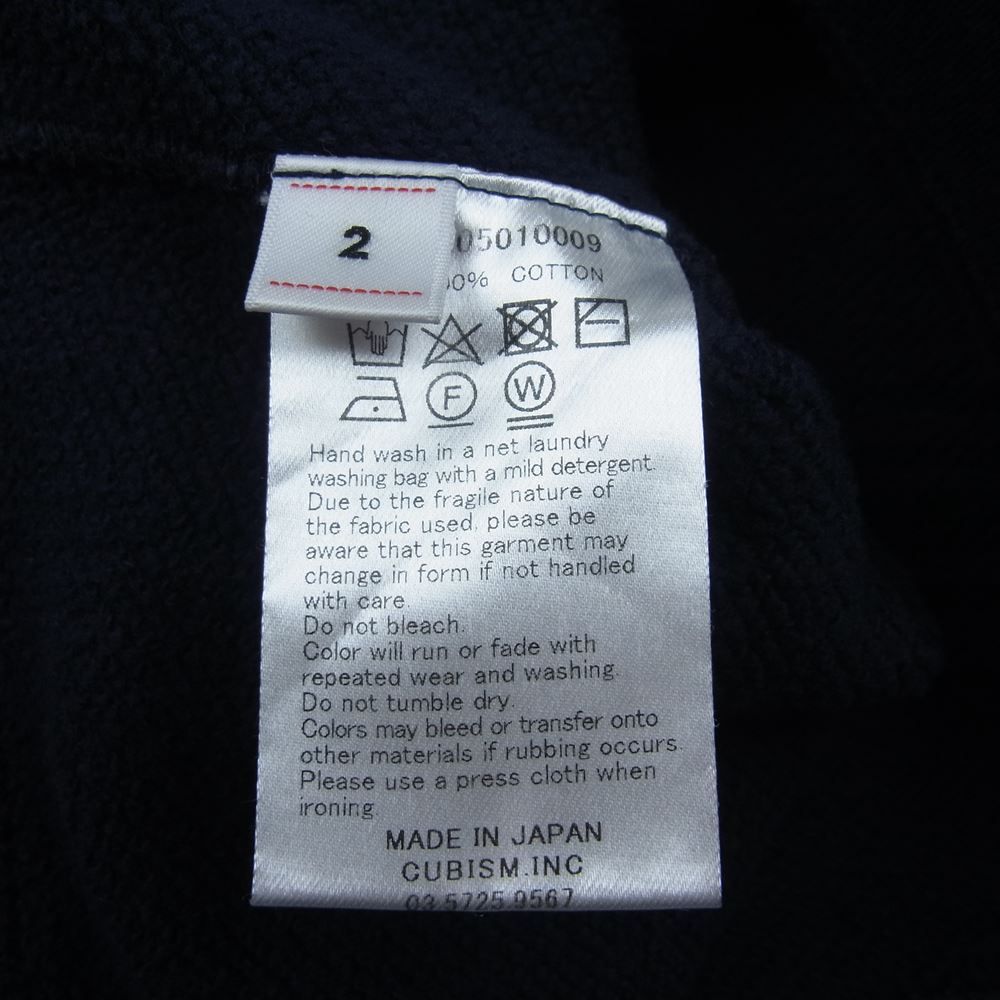 2
05010009
0% COTTON
F W
Hand wash in a net laundry
washing bag with a mild detergent.
Due to the fragile nature of
the fabric used, please be
aware that this garment may
change in form if not handled
with care.
Do not bleach.
Color will run or fade with
repeated wear and washing.
Do not tumble dry.
Colors may bleed or transfer onto
other materials if rubbing occurs.
Please use a press cloth when
ironing.
MADE IN JAPAN
CUBISM.INC
03 5725 9567